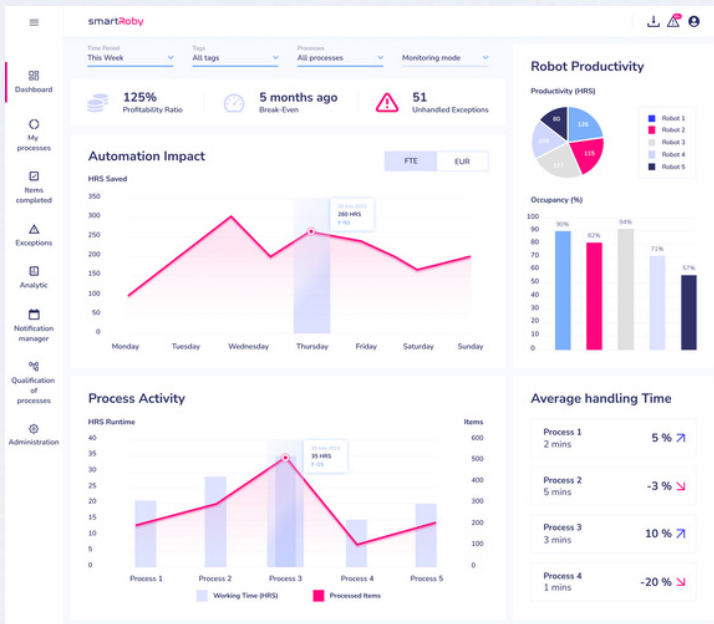 smartRoby
Dashboard
My
processes
Items
completed
Exceptions
Analytic
Notification
manager
Qualification
of
processes
Administration
Time Period
This Week
Tags
All tags
Processes
All processes
Monitoring mode
125%
Profitability Ratio
5 months ago
Break-Even
51
Unhandled Exceptions
Automation Impact
FTE
EUR
HRS Saved
350
300
250
200
150
100
50
0
260 HRS
Monday
Tuesday
Wednesday
Thursday
Friday
Saturday
Sunday
Process Activity
HRS Runtime
Items
40
35
30
25
20
15
10
5
0
600
500
400
300
200
100
0
35 HRS
Process 1
Process 2
Process 3
Process 4
Process 5
Working Time (HRS)
Processed Items
Robot Productivity
Productivity (HRS)
80
126
115
Robot 1
Robot 2
Robot 3
Robot 4
Robot 5
Occupancy (%)
100
90
80
70
60
50
40
30
20
10
0
90%
82%
94%
71%
57%
Average handling Time
Process 1
2 mins
5 %
Process 2
5 mins
-3 %
Process 3
3 mins
10 %
Process 4
1 mins
-20 %